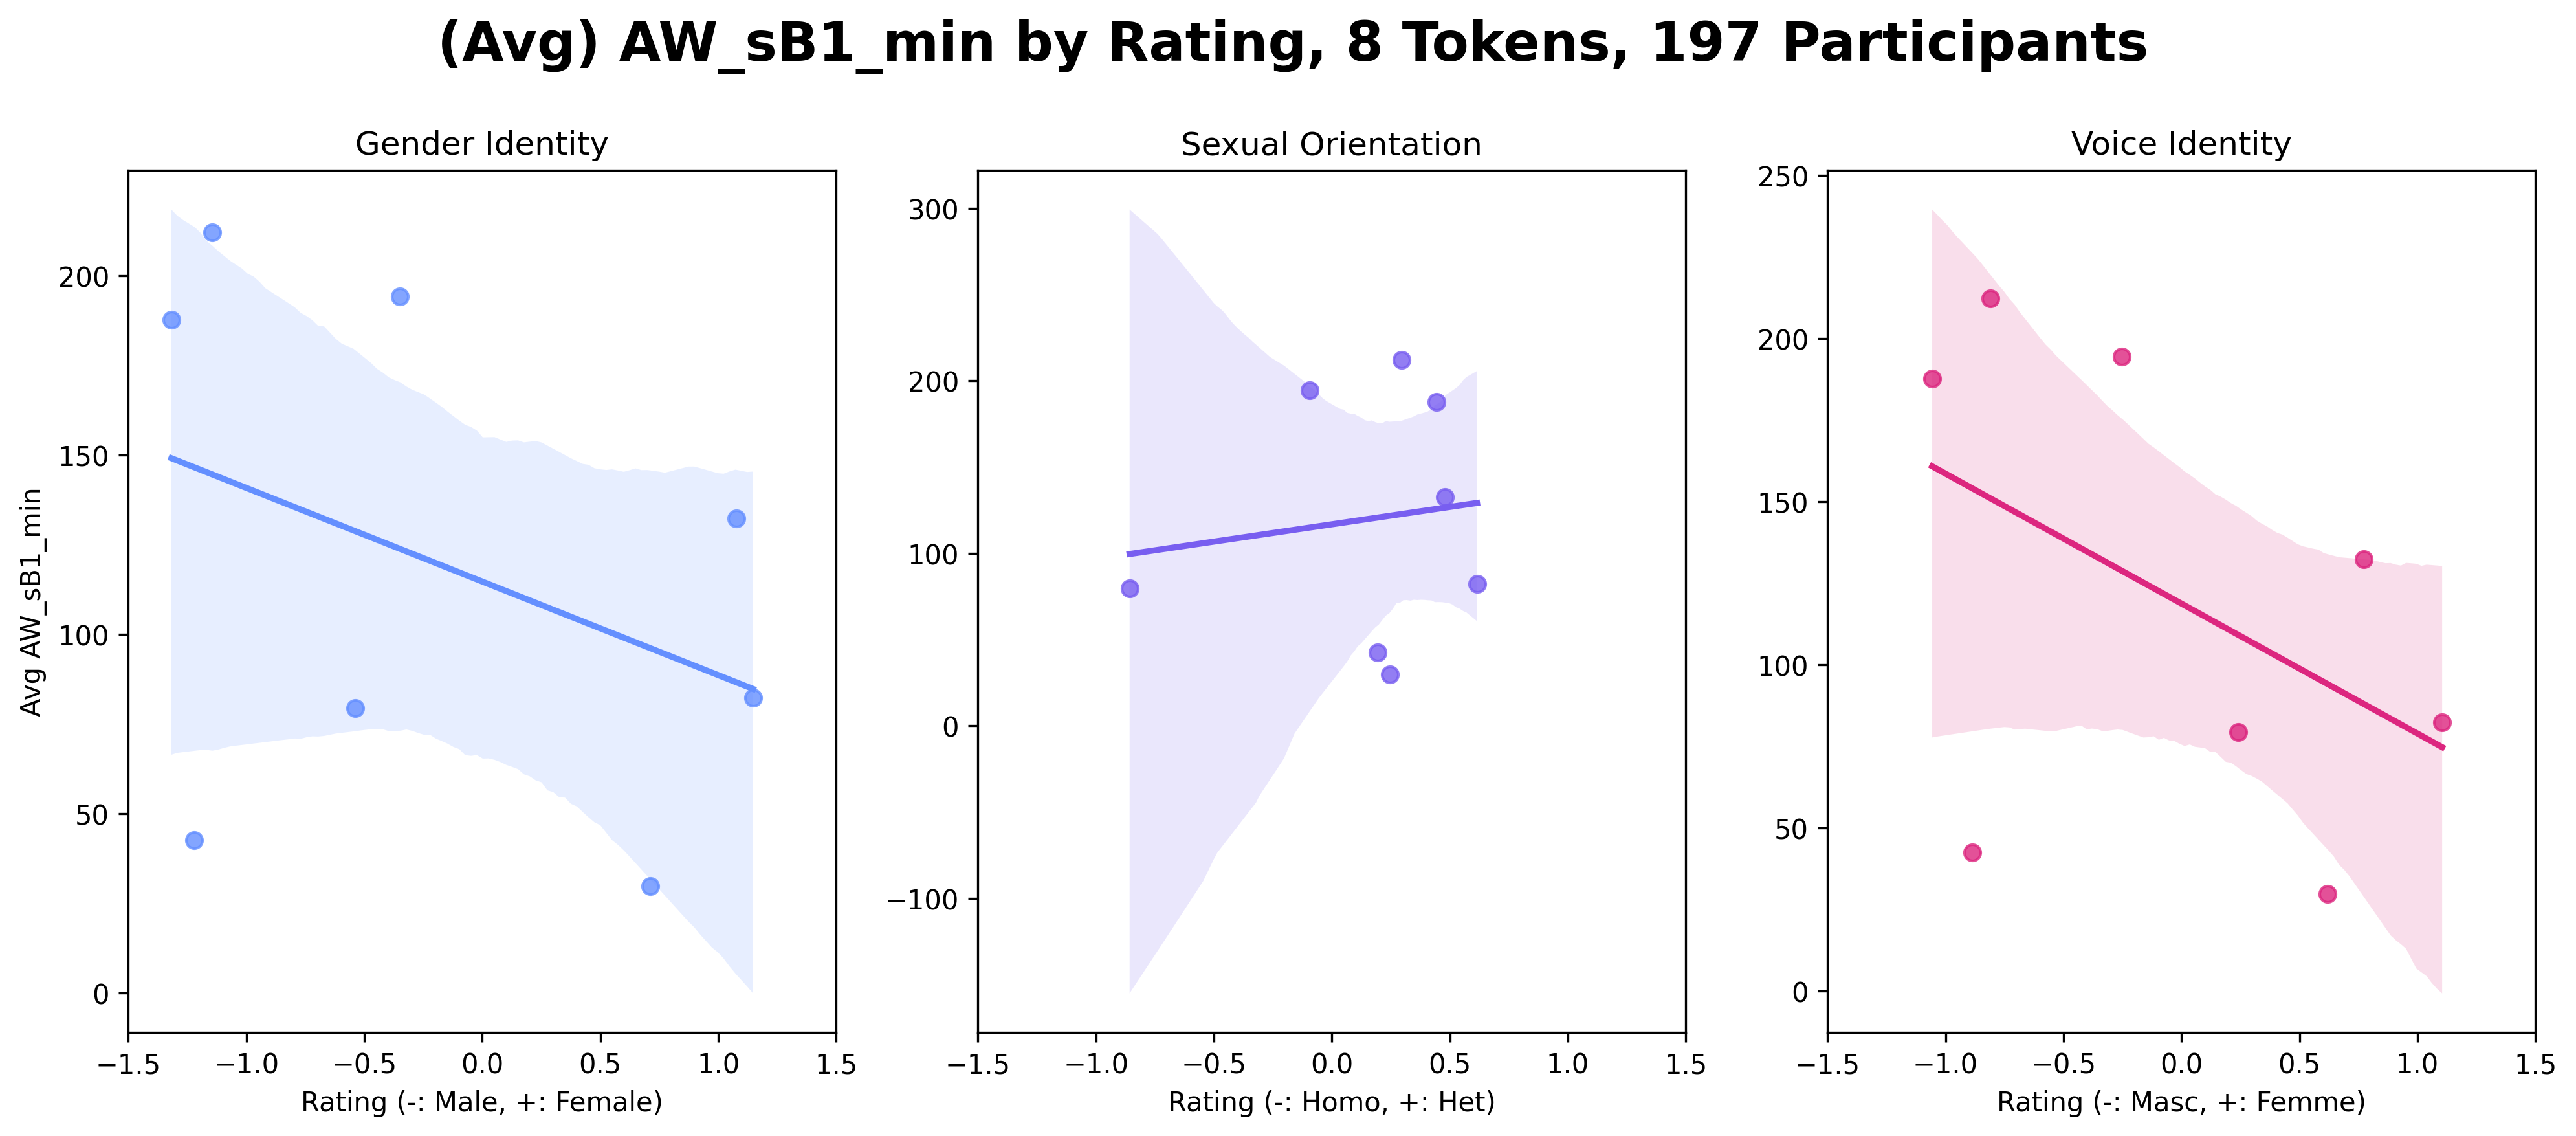 (Avg) AW_sB1_min by Rating, 8 Tokens, 197 Participants
Gender Identity
Avg AW_sB1_min
200
150
100
50
0
−1.5 −1.0 −0.5 0.0 0.5 1.0 1.5
Rating (-: Male, +: Female)
Sexual Orientation
300
200
100
0
−100
−1.5 −1.0 −0.5 0.0 0.5 1.0 1.5
Rating (-: Homo, +: Het)
Voice Identity
250
200
150
100
50
0
−1.5 −1.0 −0.5 0.0 0.5 1.0 1.5
Rating (-: Masc, +: Femme)